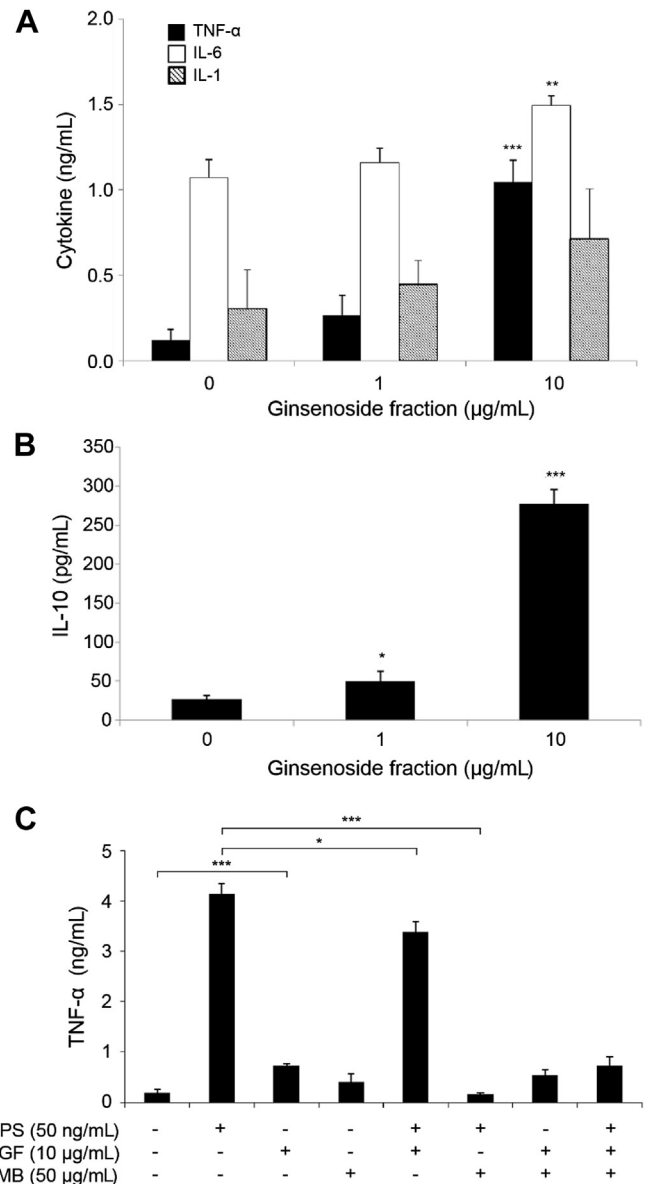 A
2.0
1.5
1.0
0.5
0.0
Cytokine (ng/mL)
TNF-α
IL-6
IL-1
***
**
0 1 10
Ginsenoside fraction (µg/mL)
B
350
300
250
200
150
100
50
0
IL-10 (pg/mL)
*
***
0 1 10
Ginsenoside fraction (µg/mL)
C
5
4
3
2
1
0
TNF-α (ng/mL)
***
*
***
PS (50 ng/mL) - + - - + + - +
GF (10 µg/mL) - - + - + - + +
MB (50 µg/mL) - - - + - + + +